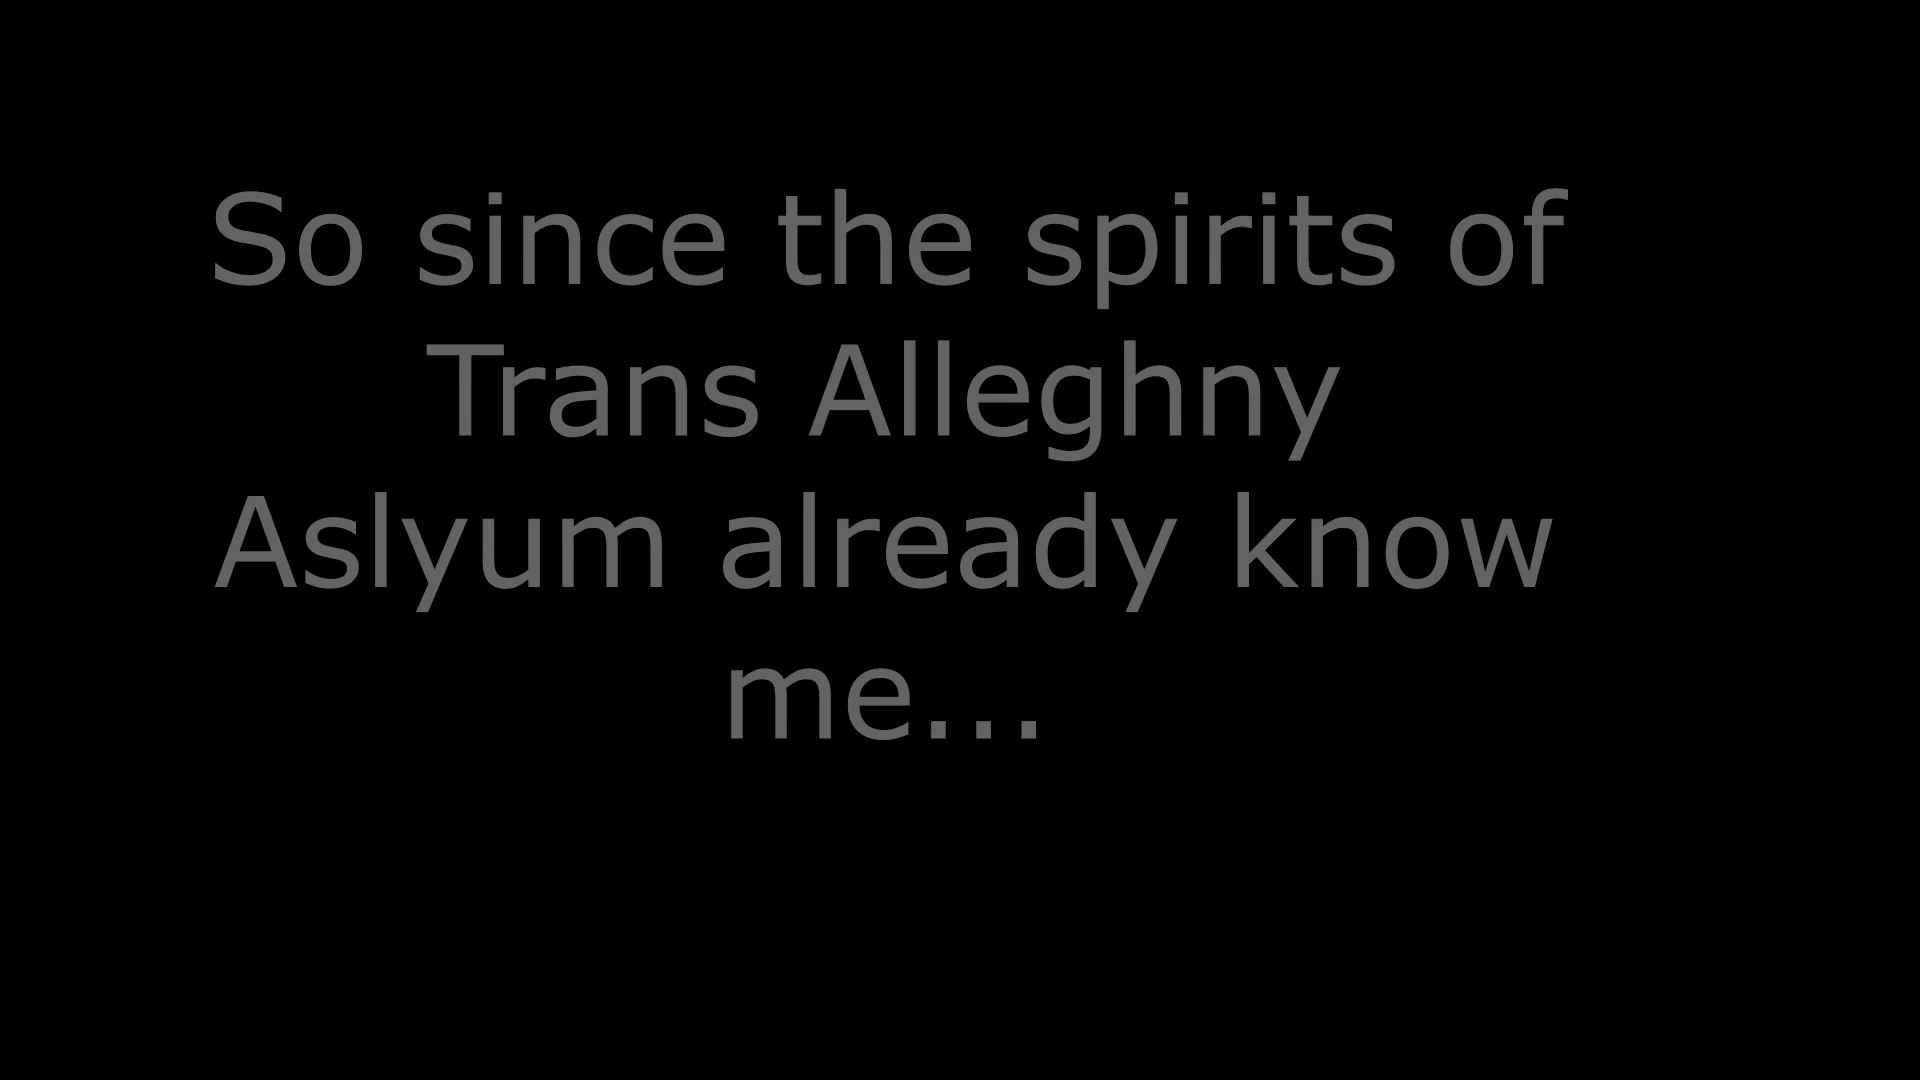 So since the spirits of
Trans Alleghny
Aslyum already know
me...